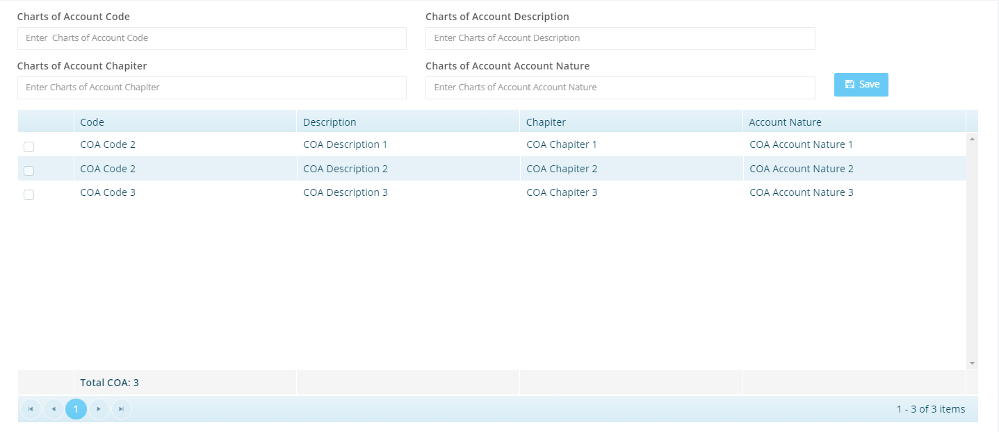 Charts of Account Code Charts of Account Description
Enter  Charts of Account Code Enter Charts of Account Description
Charts of Account Chapiter Charts of Account Account Nature
Enter Charts of Account Chapiter Enter Charts of Account Account Nature Save
Code Description Chapiter Account Nature
COA Code 2 COA Description 1 COA Chapiter 1 COA Account Nature 1
COA Code 2 COA Description 2 COA Chapiter 2 COA Account Nature 2
COA Code 3 COA Description 3 COA Chapiter 3 COA Account Nature 3
Total COA: 3
1 1 - 3 of 3 items